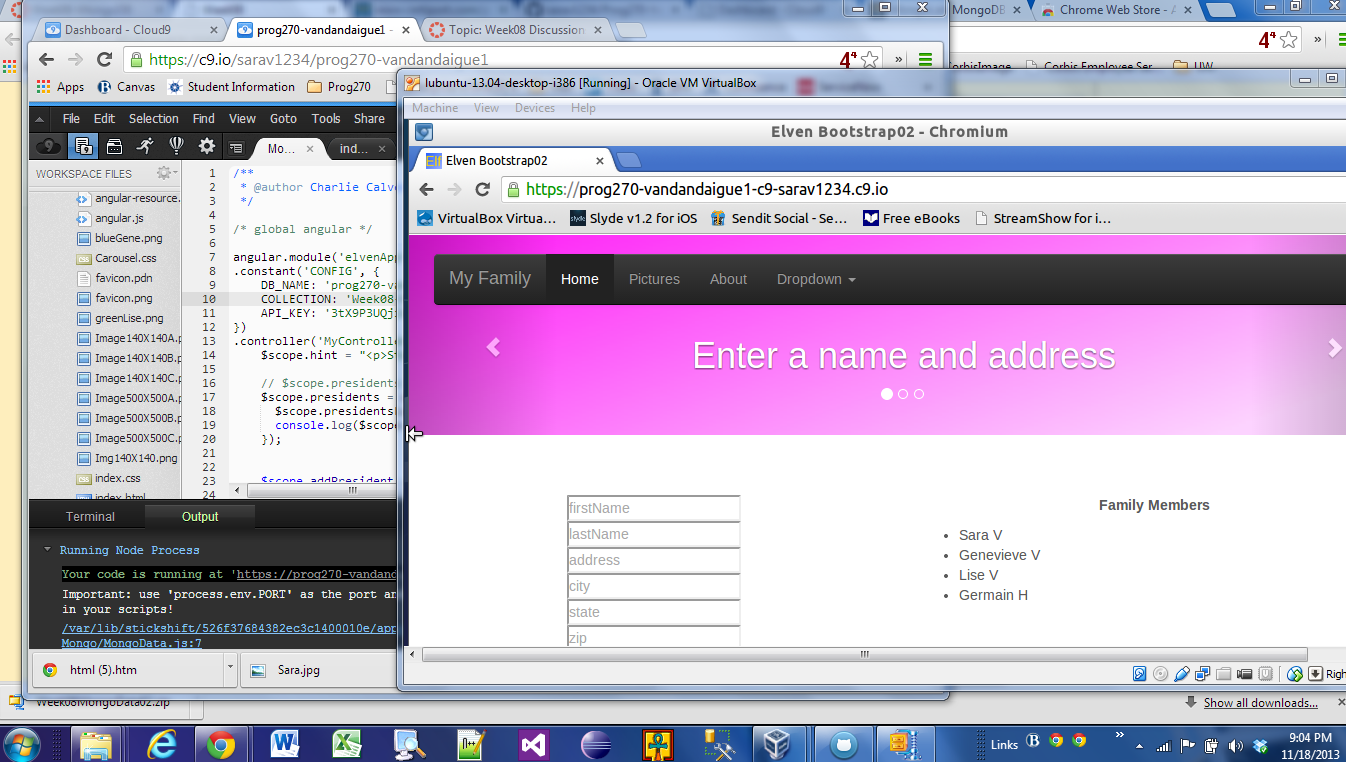 MongoDB
Chrome Web Store - A
Dashboard - Cloud9
prog270-vandandaigue1 -
Topic: Week08 Discussion
https://c9.io/sarav1234/prog270-vandandaigue1
Apps
Canvas
Student Information
Prog270
CorbisImage
Corbis Employee Ser
UW
lubuntu-13.04-desktop-i386 [Running] - Oracle VM VirtualBox
Machine View Devices Help
File Edit Selection Find View Goto Tools Share
Elven Bootstrap02 - Chromium
Elven Bootstrap02
https://prog270-vandandaigue1-c9-sarav1234.c9.io
VirtualBox Virtua...
Slyde v1.2 for iOS
Sendit Social - Se...
Free eBooks
StreamShow for i...
Mo...
ind...
WORKSPACE FILES
angular-resource.
angular.js
blueGene.png
Carousel.css
favicon.pdn
favicon.png
greenLise.png
Image140X140A.p
Image140X140B.p
Image140X140C.p
Image500X500A.p
Image500X500B.p
Image500X500C.p
Img140X140.png
index.css
index.html
1 /**
2 * @author Charlie Calv
3 */
4
5 /* global angular */
6
7 angular.module('elvenApp
8 .constant('CONFIG', {
9 DB_NAME: 'prog270-va
10 COLLECTION: 'Week08-
11 API_KEY: '3tX9P3UQj
12 })
13 .controller('MyControlle
14 $scope.hint = "<p>St
15
16 // $scope.presidents
17 $scope.presidents =
18 $scope.presidents
19 console.log($scope
20 });
21
22
23 $scope.addPresident
24
My Family
Home
Pictures
About
Dropdown
Enter a name and address
firstName
lastName
address
city
state
zip
Family Members
Sara V
Genevieve V
Lise V
Germain H
Terminal
Output
Running Node Process
Your code is running at 'https://prog270-vandand
Important: use 'process.env.PORT' as the port an
in your scripts!
/var/lib/stickshift/526f37684382ec3c1400010e/app
Mongo/MongoData.js:7
html (5).htm
Sara.jpg
Righ
Week08MongoData02.zip
Show all downloads...
Links
9:04 PM
11/18/2013